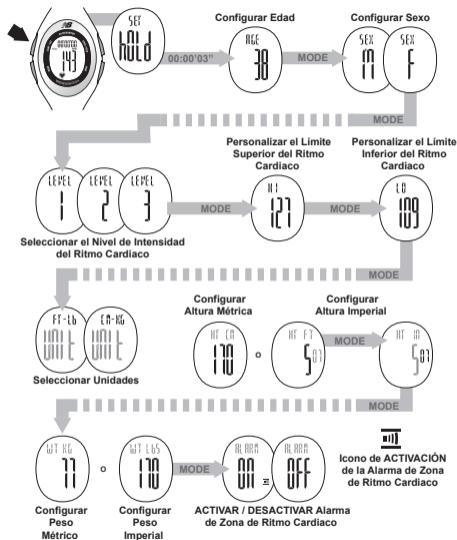 Configurar Edad
Configurar Sexo
SET
hOLd
143
00:00'03"
AGE
38
MODE
SEX
m
SEX
f
MODE
Personalizar el Límite
Superior del Ritmo
Cardiaco
Personalizar el Límite
Inferior del Ritmo
Cardiaco
LEVEL
1
LEVEL
2
LEVEL
3
MODE
HI
127
MODE
LO
109
Seleccionar el Nivel de Intensidad
del Ritmo Cardiaco
MODE
Configurar
Altura Métrica
Configurar
Altura Imperial
FT-Lb
UNIt
CM-KG
UNIt
HT CM
170
o
HT FT
5 07
MODE
HT IN
5 07
Seleccionar Unidades
MODE
WT KG
77
o
WT LBS
170
MODE
ALARM
ON
ALARM
OFF
Icono de ACTIVACIÓN
de la Alarma de Zona
de Ritmo Cardiaco
Configurar
Peso
Métrico
Configurar
Peso
Imperial
ACTIVAR / DESACTIVAR Alarma
de Zona de Ritmo Cardiaco